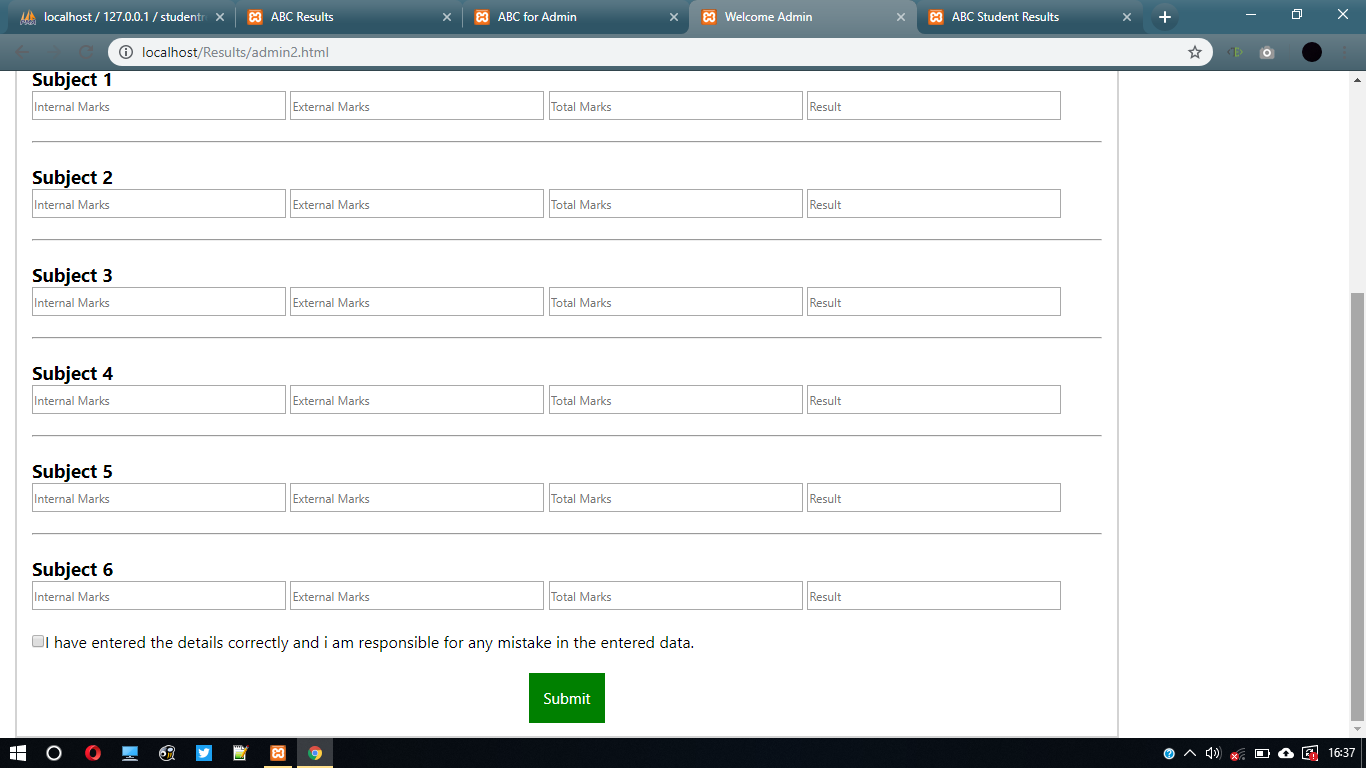 localhost / 127.0.0.1 / studentr
ABC Results
ABC for Admin
Welcome Admin
ABC Student Results
localhost/Results/admin2.html
Subject 1
Internal Marks External Marks Total Marks Result
Subject 2
Internal Marks External Marks Total Marks Result
Subject 3
Internal Marks External Marks Total Marks Result
Subject 4
Internal Marks External Marks Total Marks Result
Subject 5
Internal Marks External Marks Total Marks Result
Subject 6
Internal Marks External Marks Total Marks Result
I have entered the details correctly and i am responsible for any mistake in the entered data.
Submit
16:37